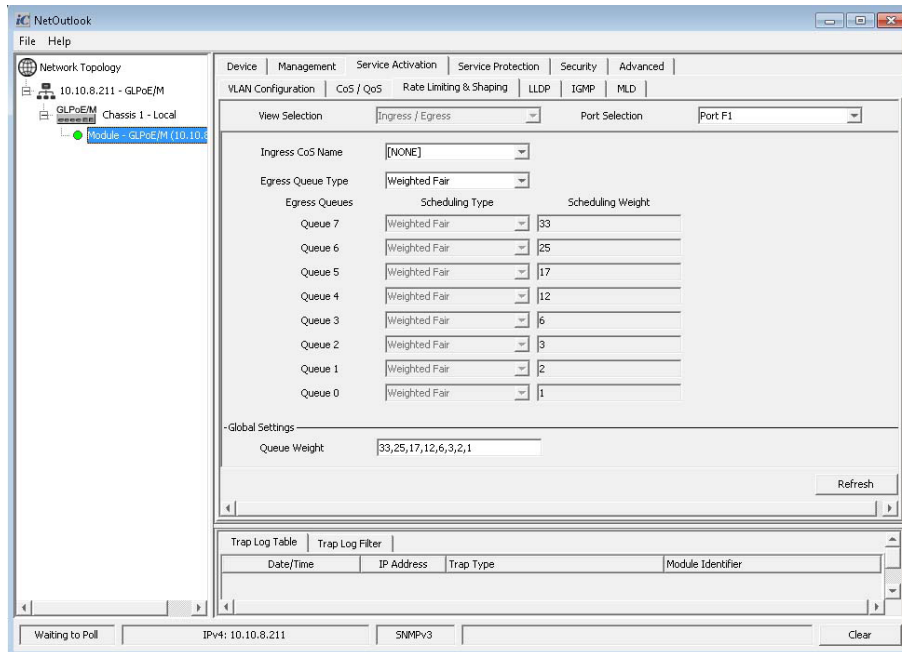 iC NetOutlook
File Help
Network Topology
10.10.8.211 - GLPoE/M
GLPoE/M Chassis 1 - Local
Module - GLPoE/M (10.10.8
Device Management Service Activation Service Protection Security Advanced
VLAN Configuration CoS / QoS Rate Limiting & Shaping LLDP IGMP MLD
View Selection Ingress / Egress Port Selection Port F1
Ingress CoS Name [NONE]
Egress Queue Type Weighted Fair
Egress Queues Scheduling Type Scheduling Weight
Queue 7 Weighted Fair 33
Queue 6 Weighted Fair 25
Queue 5 Weighted Fair 17
Queue 4 Weighted Fair 12
Queue 3 Weighted Fair 6
Queue 2 Weighted Fair 3
Queue 1 Weighted Fair 2
Queue 0 Weighted Fair 1
Global Settings
Queue Weight 33,25,17,12,6,3,2,1
Refresh
Trap Log Table Trap Log Filter
Date/Time IP Address Trap Type Module Identifier
Waiting to Poll IPv4: 10.10.8.211 SNMPv3 Clear